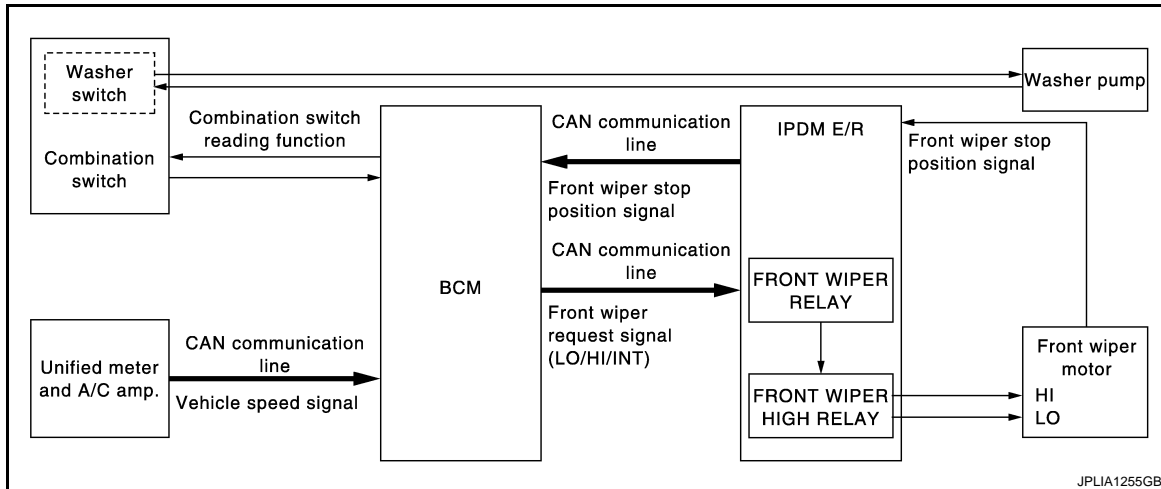 Washer
switch
Combination
switch
Combination switch
reading function
Unified meter
and A/C amp.
CAN communication
line
Vehicle speed signal
BCM
CAN communication
line
Front wiper stop
position signal
CAN communication
line
Front wiper
request signal
(LO/HI/INT)
IPDM E/R
FRONT WIPER
RELAY
FRONT WIPER
HIGH RELAY
Washer pump
Front wiper stop
position signal
Front wiper
motor
HI
LO
JPLIA1255GB